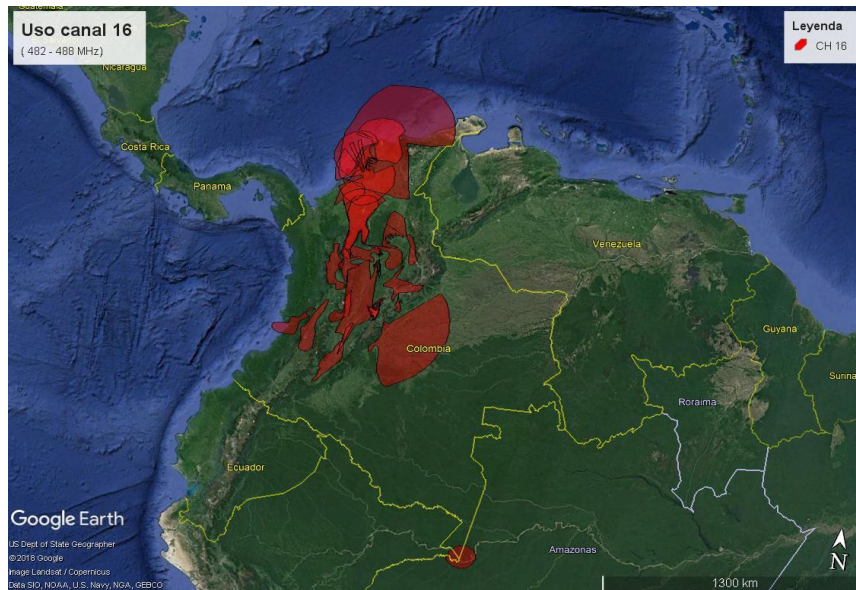 Uso canal 16
( 482 - 488 MHz)
Leyenda
CH 16
Guatemala
Nicaragua
Costa Rica
Panama
Venezuela
Guyana
Surina
Colombia
Roraima
Ecuador
Amazonas
Google Earth
US Dept of State Geographer
©2018 Google
Image Landsat / Copernicus
Data SIO, NOAA, U.S. Navy, NGA, GEBCO
N
1300 km